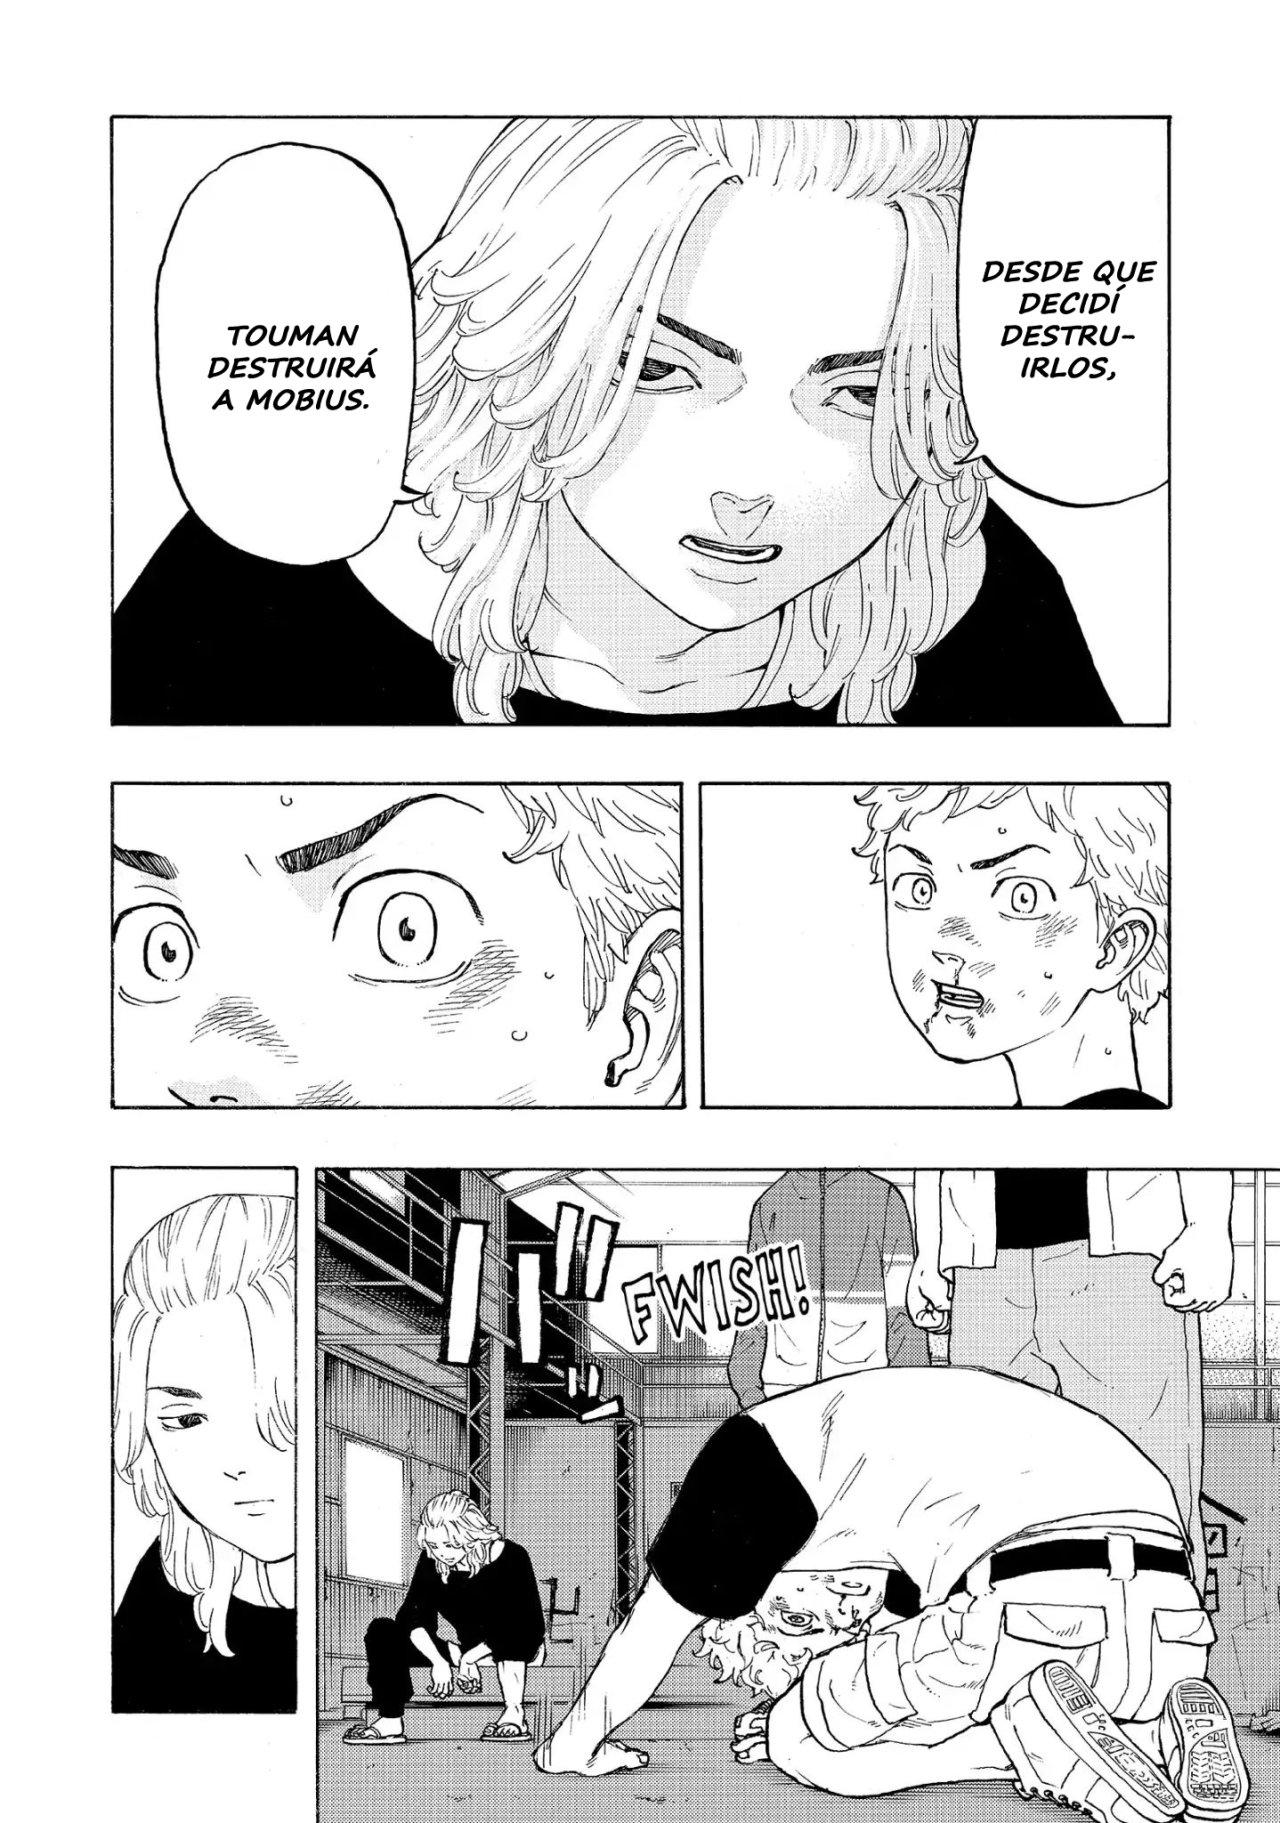 DESDE QUE
DECIDÍ
DESTRU-
IRLOS,
TOUMAN
DESTRUIRÁ
A MOBIUS.
FWISH!